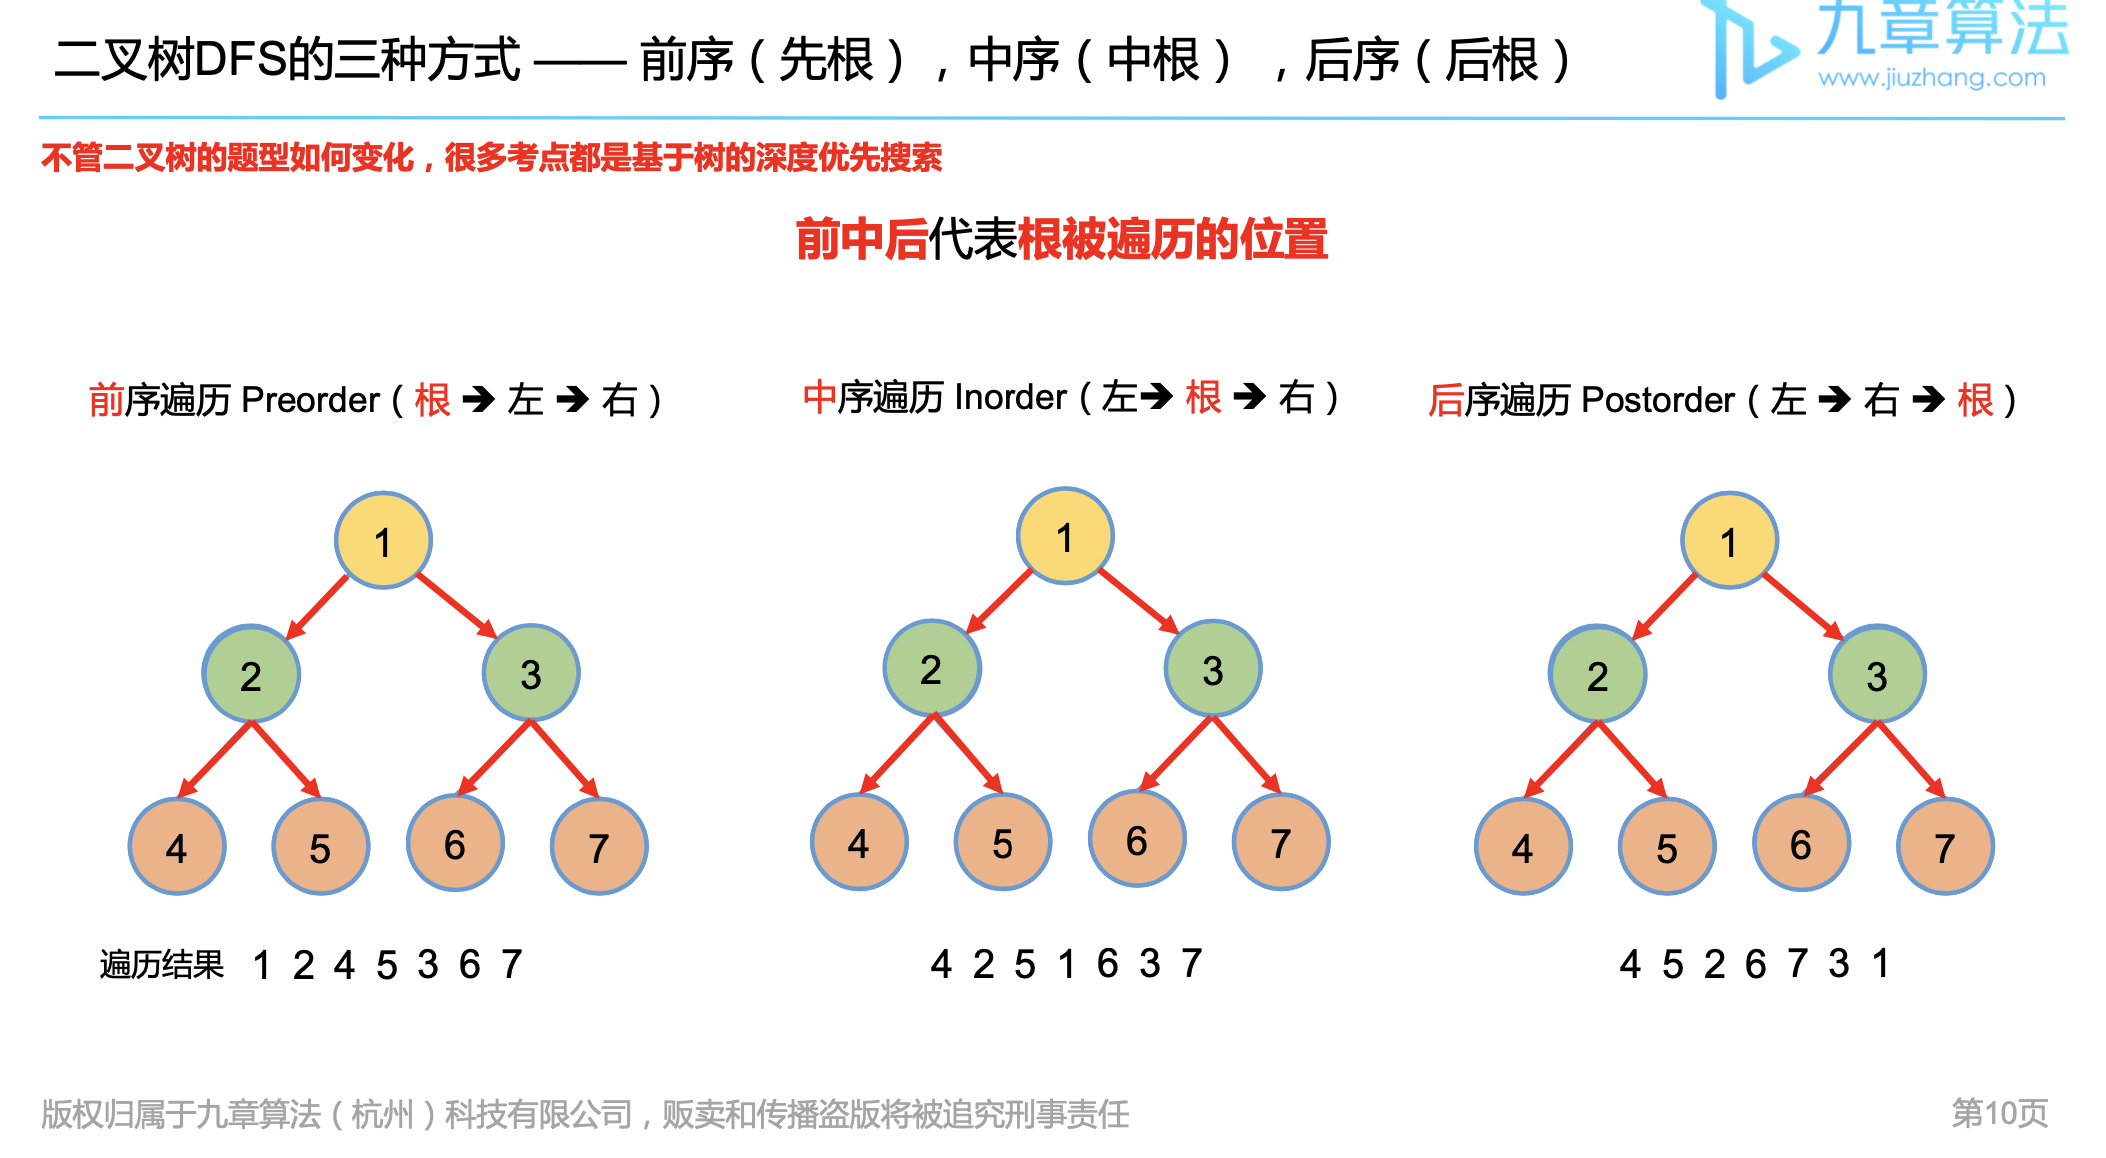 二叉树DFS的三种方式 —— 前序（先根），中序（中根），后序（后根）
九章算法
www.jiuzhang.com
不管二叉树的题型如何变化，很多考点都是基于树的深度优先搜索
前中后代表根被遍历的位置
前序遍历 Preorder（根 ➔ 左 ➔ 右）
中序遍历 Inorder（左➔ 根 ➔ 右）
后序遍历 Postorder（左 ➔ 右 ➔ 根）
1
2
3
4
5
6
7
1
2
3
4
5
6
7
1
2
3
4
5
6
7
遍历结果 1 2 4 5 3 6 7
4 2 5 1 6 3 7
4 5 2 6 7 3 1
版权归属于九章算法（杭州）科技有限公司，贩卖和传播盗版将被追究刑事责任
第10页